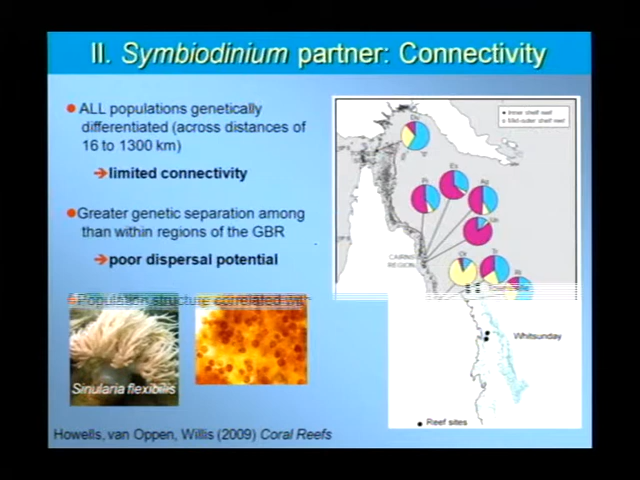 II. Symbiodinium partner: Connectivity
ALL populations genetically
differentiated (across distances of
16 to 1300 km)
limited connectivity
Greater genetic separation among
than within regions of the GBR
poor dispersal potential
Population structure correlated with
Sinularia flexibilis
Howells, van Oppen, Willis (2009) Coral Reefs
Inner shelf reef
Mid-outer shelf reef
CAIRNS
REGION
Townsville
Whitsunday
Reef sites